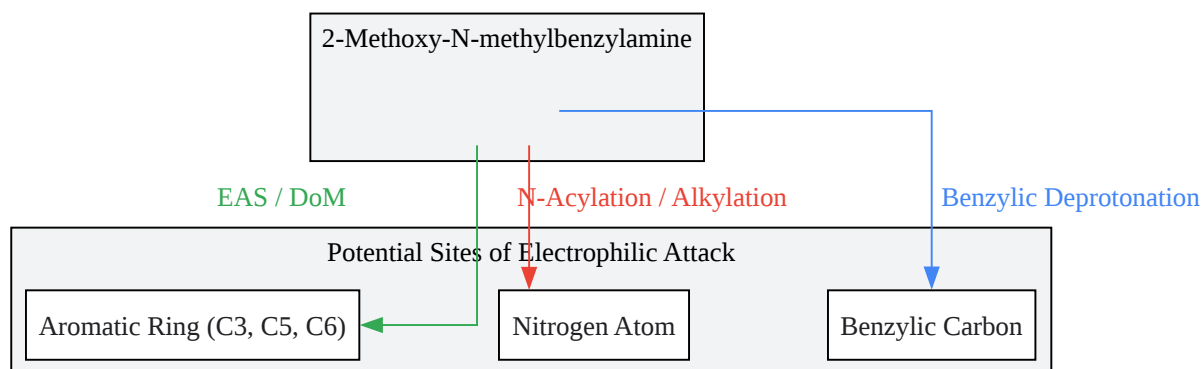 2-Methoxy-N-methylbenzylamine
EAS / DoM
N-Acylation / Alkylation
Benzylic Deprotonation
Potential Sites of Electrophilic Attack
Aromatic Ring (C3, C5, C6)
Nitrogen Atom
Benzylic Carbon